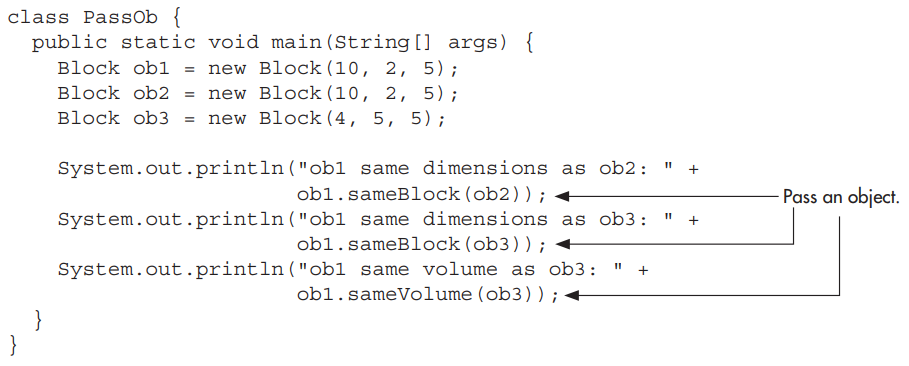 class PassOb {
  public static void main(String[] args) {
    Block ob1 = new Block(10, 2, 5);
    Block ob2 = new Block(10, 2, 5);
    Block ob3 = new Block(4, 5, 5);

    System.out.println("ob1 same dimensions as ob2: " +
                       ob1.sameBlock(ob2)); Pass an object.
    System.out.println("ob1 same dimensions as ob3: " +
                       ob1.sameBlock(ob3));
    System.out.println("ob1 same volume as ob3: " +
                       ob1.sameVolume(ob3));
  }
}